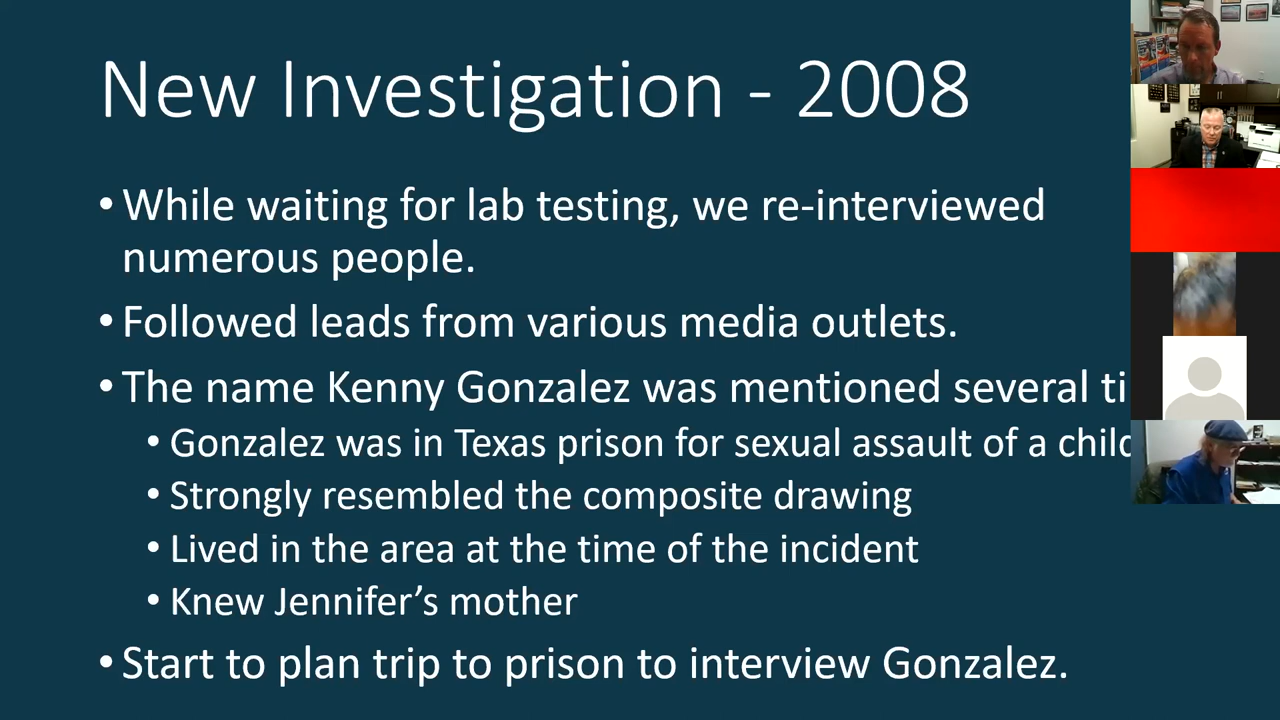 New Investigation - 2008
• While waiting for lab testing, we re-interviewed
numerous people.
• Followed leads from various media outlets.
• The name Kenny Gonzalez was mentioned several ti
• Gonzalez was in Texas prison for sexual assault of a child
• Strongly resembled the composite drawing
• Lived in the area at the time of the incident
• Knew Jennifer’s mother
• Start to plan trip to prison to interview Gonzalez.